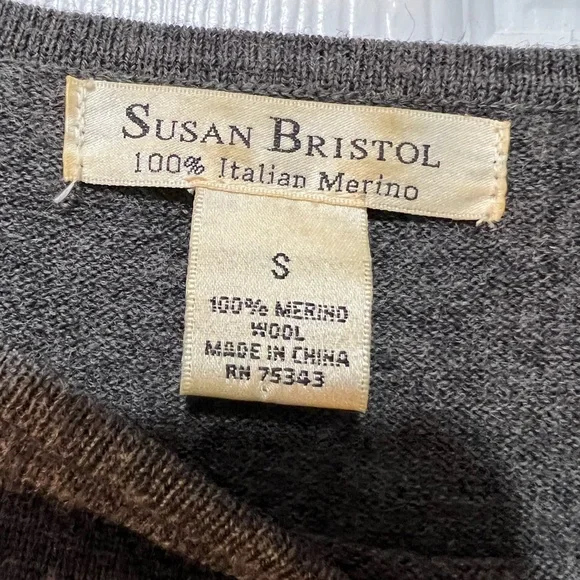 SUSAN BRISTOL
100% Italian Merino
S
100% MERINO
WOOL
MADE IN CHINA
RN 75343